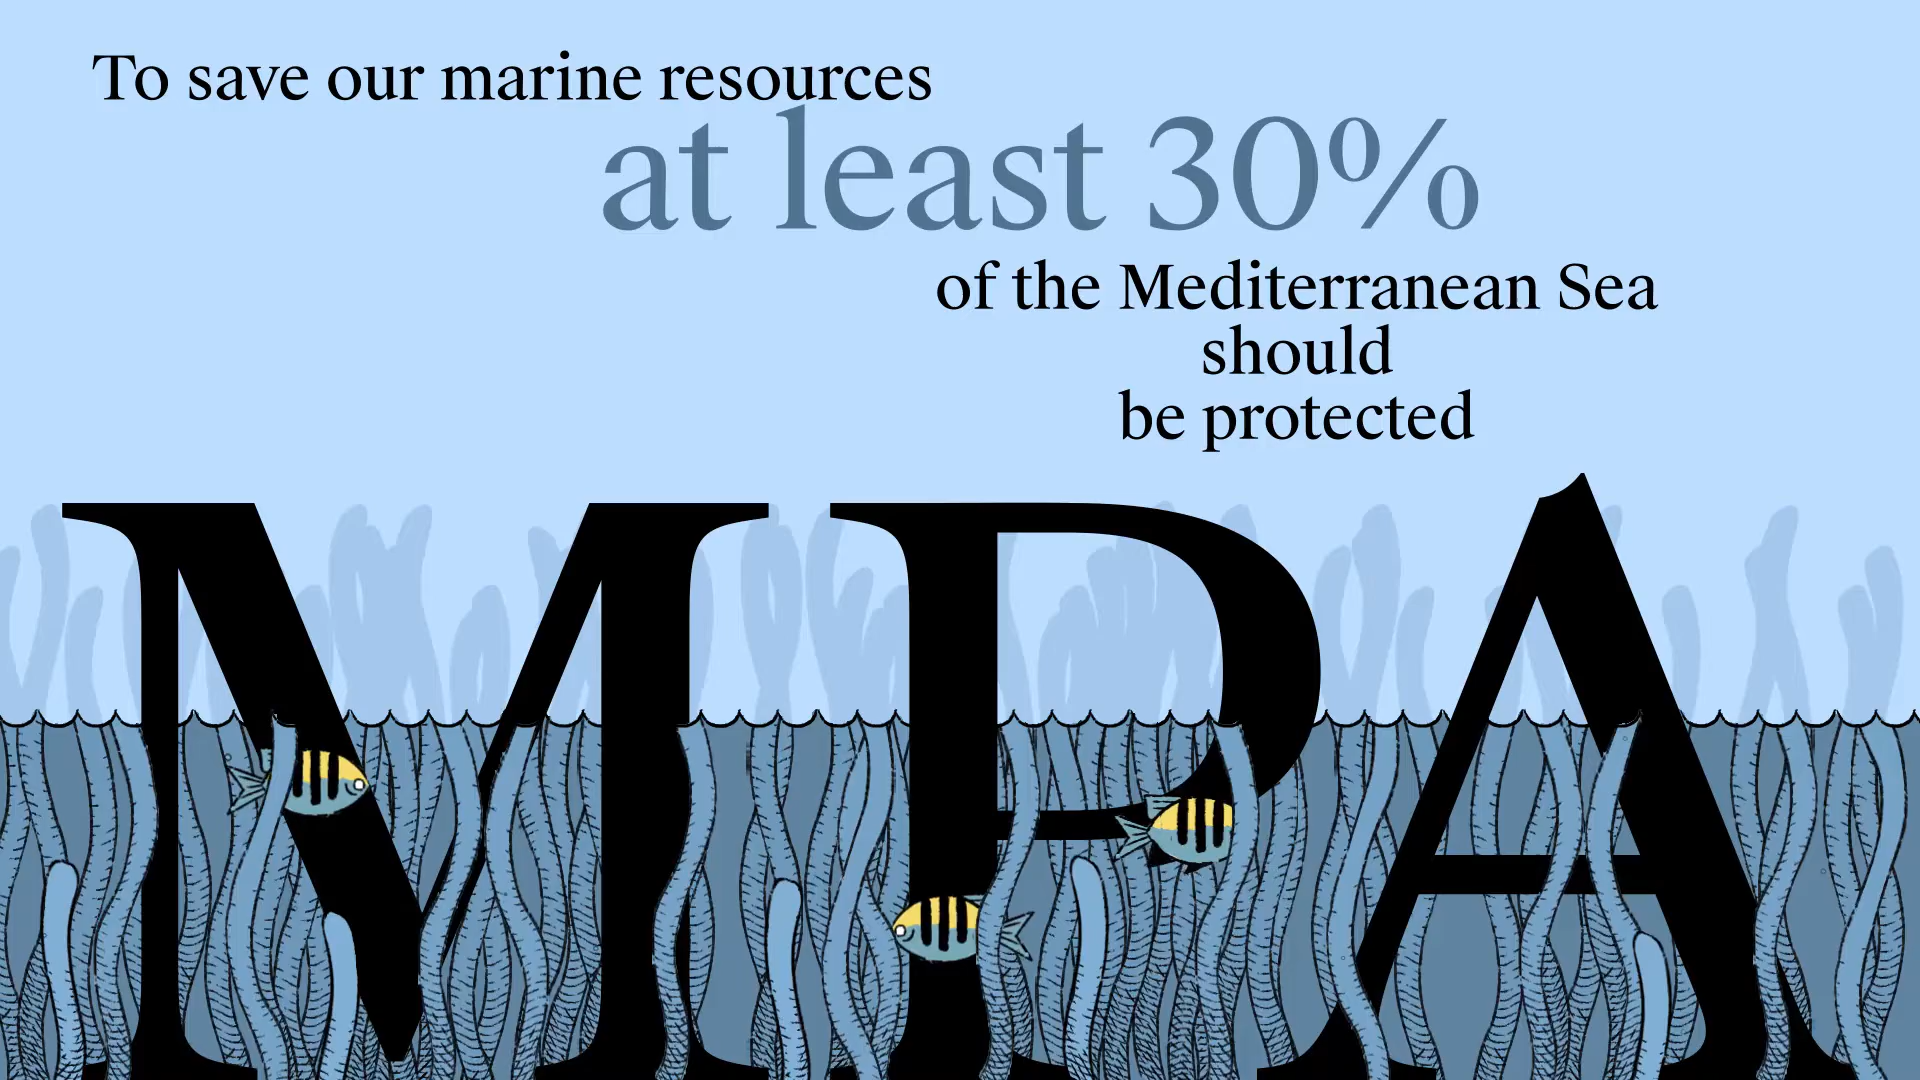 To save our marine resources
at least 30%
of the Mediterranean Sea
should
be protected
MPA